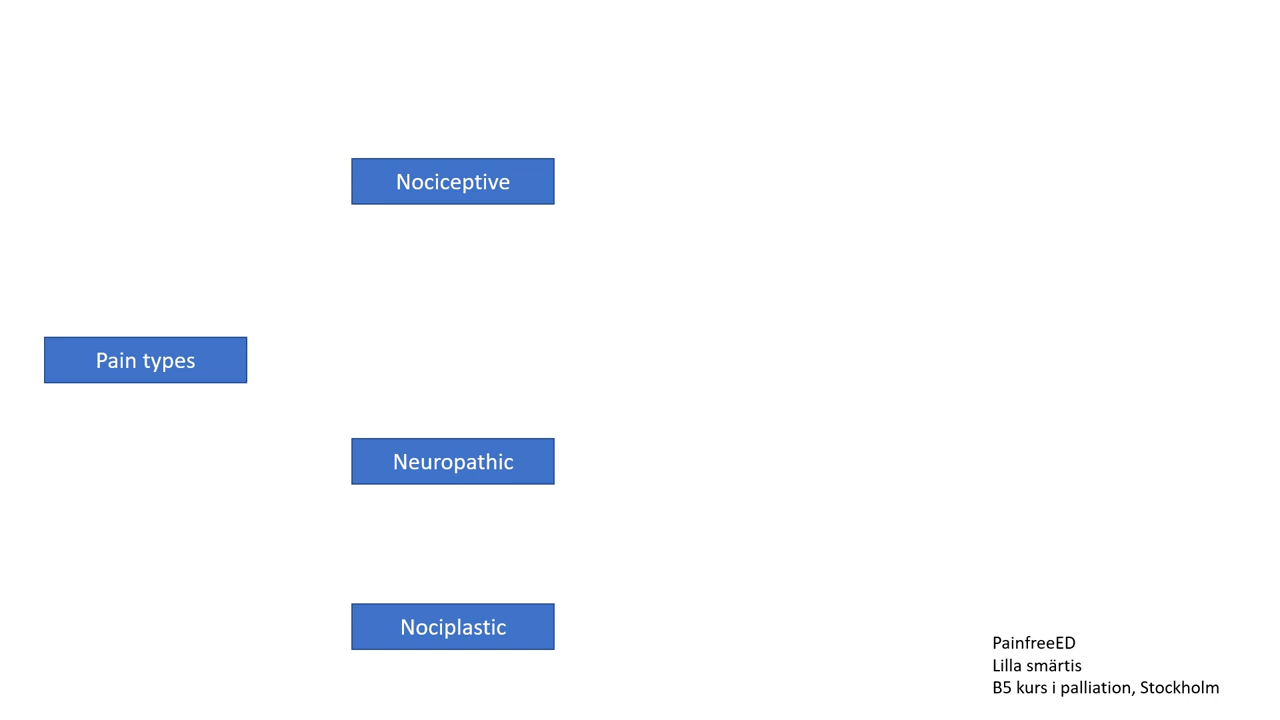 Nociceptive
Pain types
Neuropathic
Nociplastic
PainfreeED
Lilla smärtis
B5 kurs i palliation, Stockholm